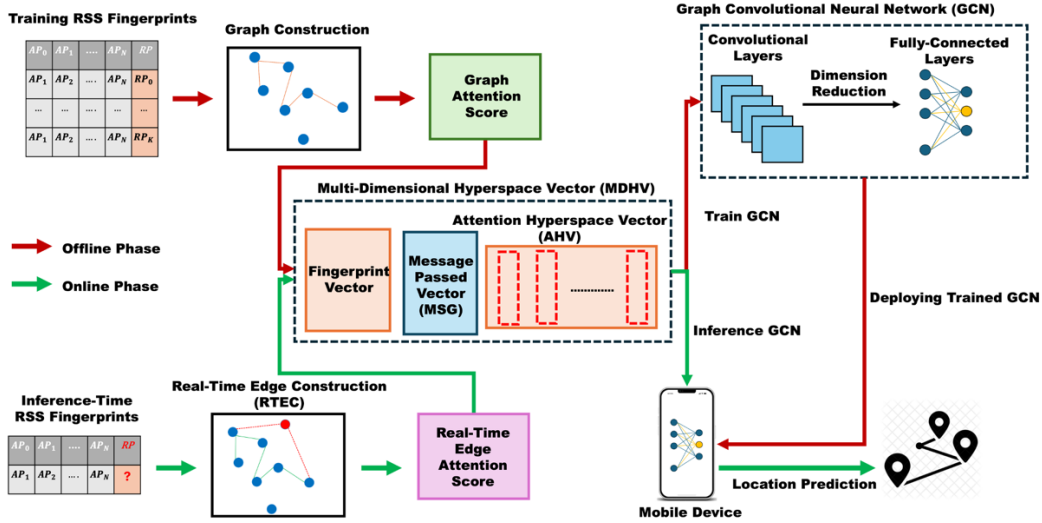 Training RSS Fingerprints
AP0 AP1 .... APN RP
AP1 AP2 .... APN RP0
... ... ... ... ...
AP1 AP2 .... APN RPK
Graph Construction
Graph
Attention
Score
Graph Convolutional Neural Network (GCN)
Convolutional
Layers
Dimension
Reduction
Fully-Connected
Layers
Offline Phase
Online Phase
Multi-Dimensional Hyperspace Vector (MDHV)
Fingerprint
Vector
Message
Passed
Vector
(MSG)
Attention Hyperspace Vector
(AHV)
.............
Train GCN
Inference GCN
Deploying Trained GCN
Inference-Time
RSS Fingerprints
AP0 AP1 .... APN RP
AP1 AP2 .... APN ?
Real-Time Edge Construction
(RTEC)
Real-Time
Edge
Attention
Score
Mobile Device
Location Prediction